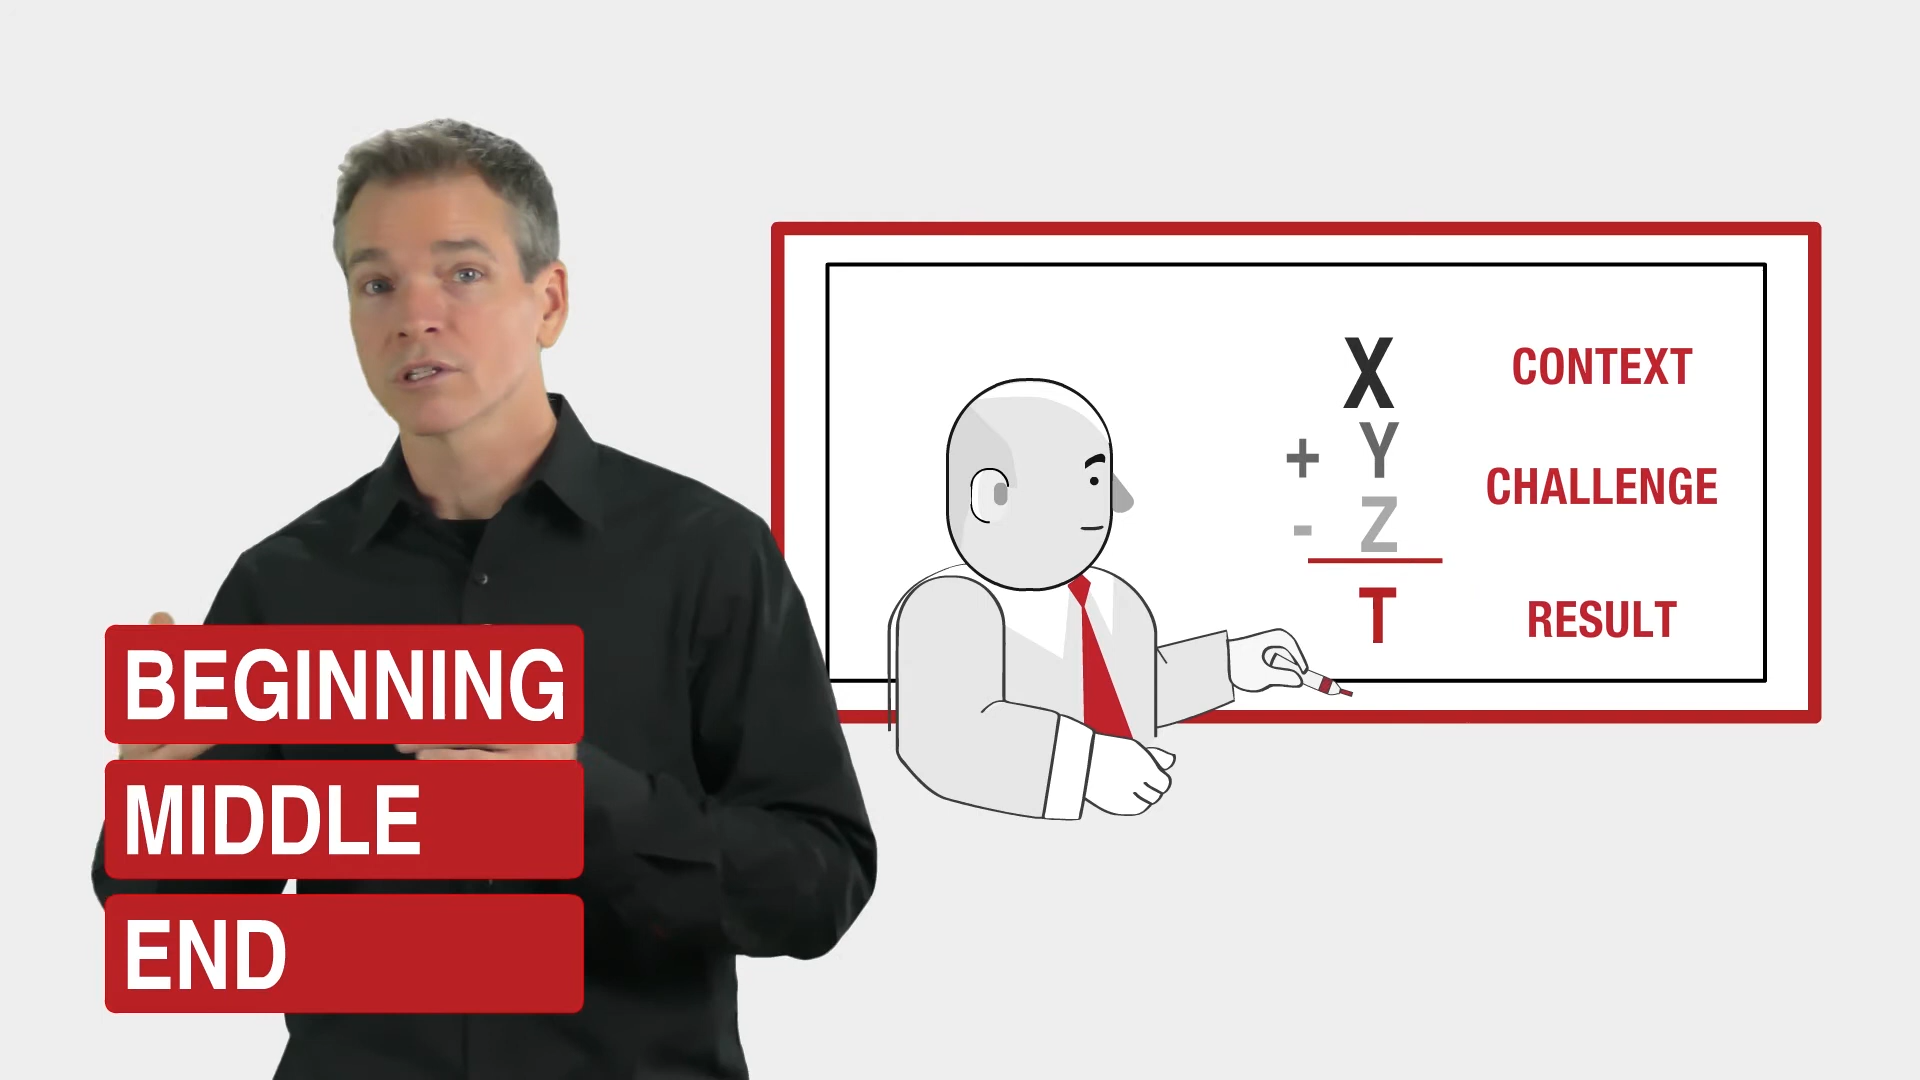 X CONTEXT
+ Y
CHALLENGE
- Z
T RESULT
BEGINNING
MIDDLE
END